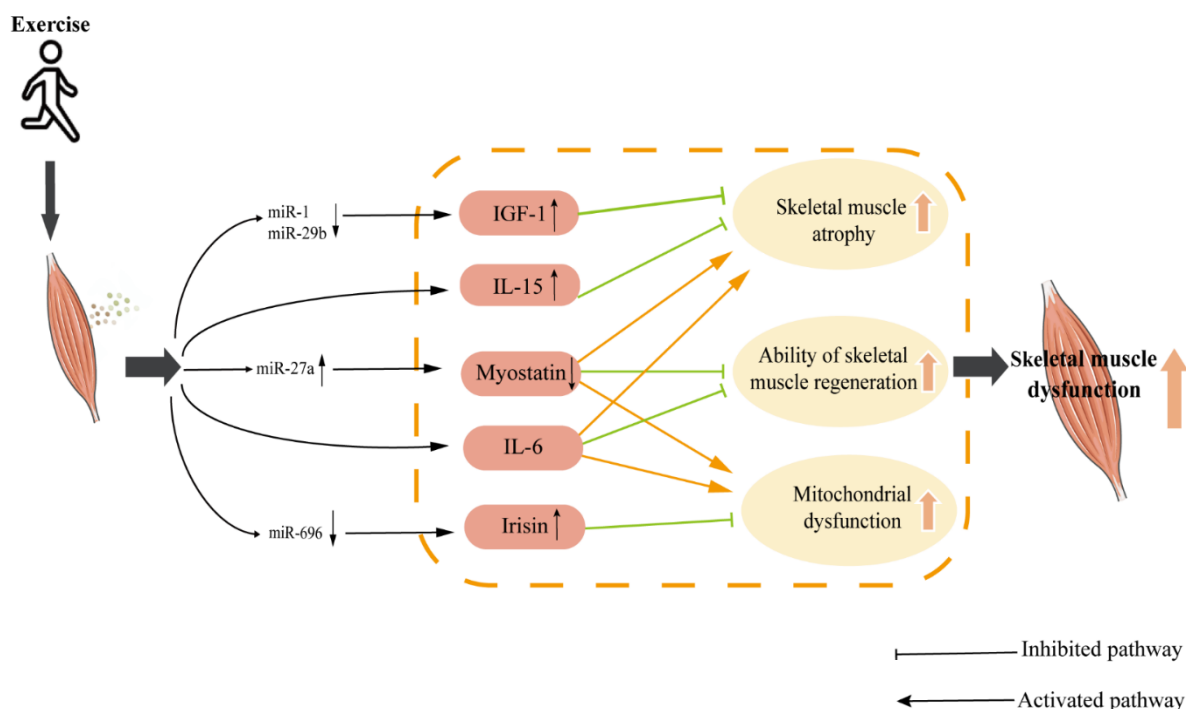 Exercise
miR-1
miR-29b
IGF-1
IL-15
miR-27a
Myostatin
IL-6
miR-696
Irisin
Skeletal muscle
atrophy
Ability of skeletal
muscle regeneration
Mitochondrial
dysfunction
Skeletal muscle
dysfunction
Inhibited pathway
Activated pathway